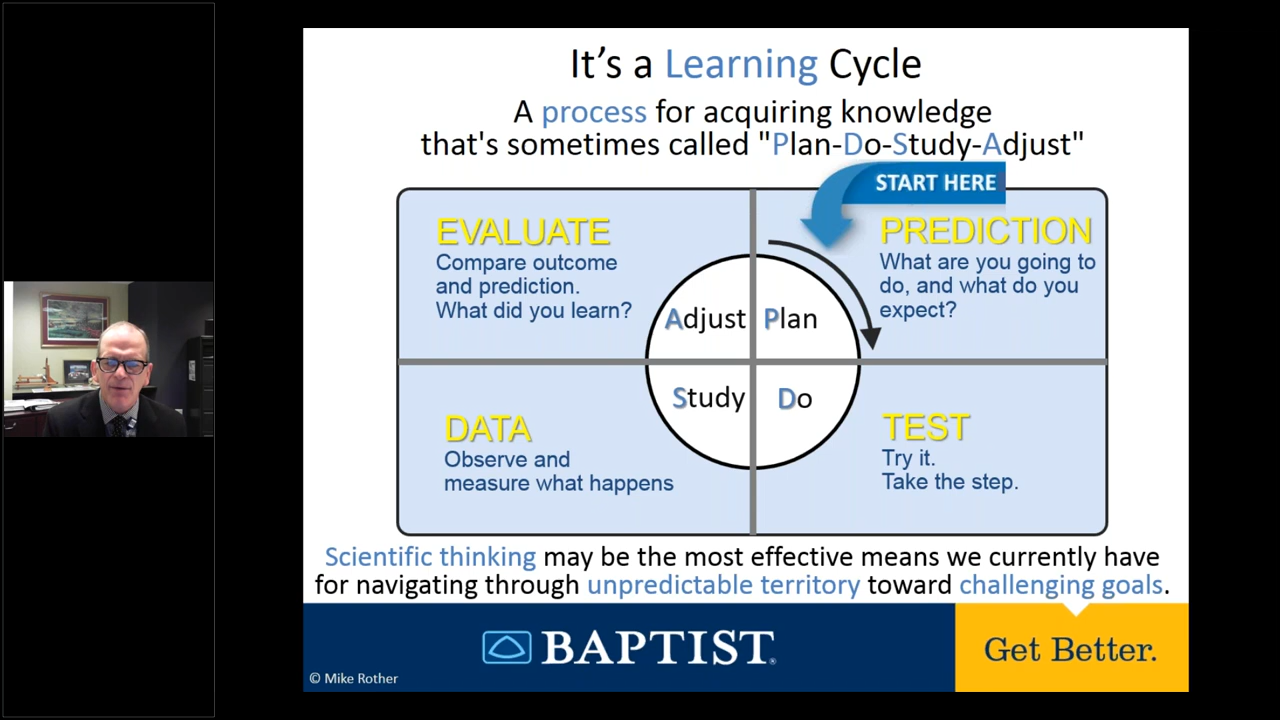 It's a Learning Cycle
A process for acquiring knowledge
that's sometimes called "Plan-Do-Study-Adjust"
START HERE
EVALUATE
Compare outcome
and prediction.
What did you learn?
PREDICTION
What are you going to
do, and what do you
expect?
Adjust
Plan
Study
Do
DATA
Observe and
measure what happens
TEST
Try it.
Take the step.
Scientific thinking may be the most effective means we currently have
for navigating through unpredictable territory toward challenging goals.
BAPTIST
Get Better.
© Mike Rother